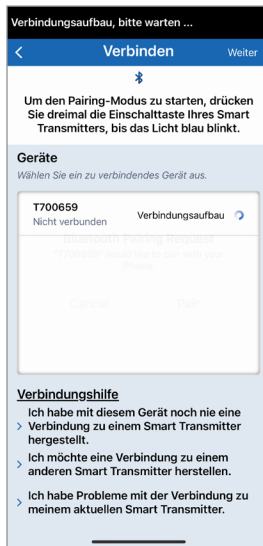 Verbindungsaufbau, bitte warten ...
Verbinden
Weiter
Um den Pairing-Modus zu starten, drücken
Sie dreimal die Einschalttaste Ihres Smart
Transmitters, bis das Licht blau blinkt.
Geräte
Wählen Sie ein zu verbindendes Gerät aus.
T700659
Verbindungsaufbau
Nicht verbunden
Bluetooth Pairing Request
"T700659" would like to pair with your
iPhone.
Cancel
Pair
Verbindungshilfe
Ich habe mit diesem Gerät noch nie eine
Verbindung zu einem Smart Transmitter
hergestellt.
Ich möchte eine Verbindung zu einem
anderen Smart Transmitter herstellen.
Ich habe Probleme mit der Verbindung zu
meinem aktuellen Smart Transmitter.